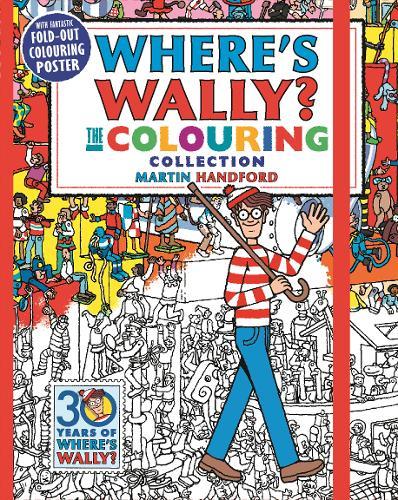 WITH FANTASTIC
FOLD-OUT
COLOURING
POSTER
WHERE'S
WALLY?
THE COLOURING
COLLECTION
MARTIN HANDFORD
30
YEARS OF
WHERE'S
WALLY?